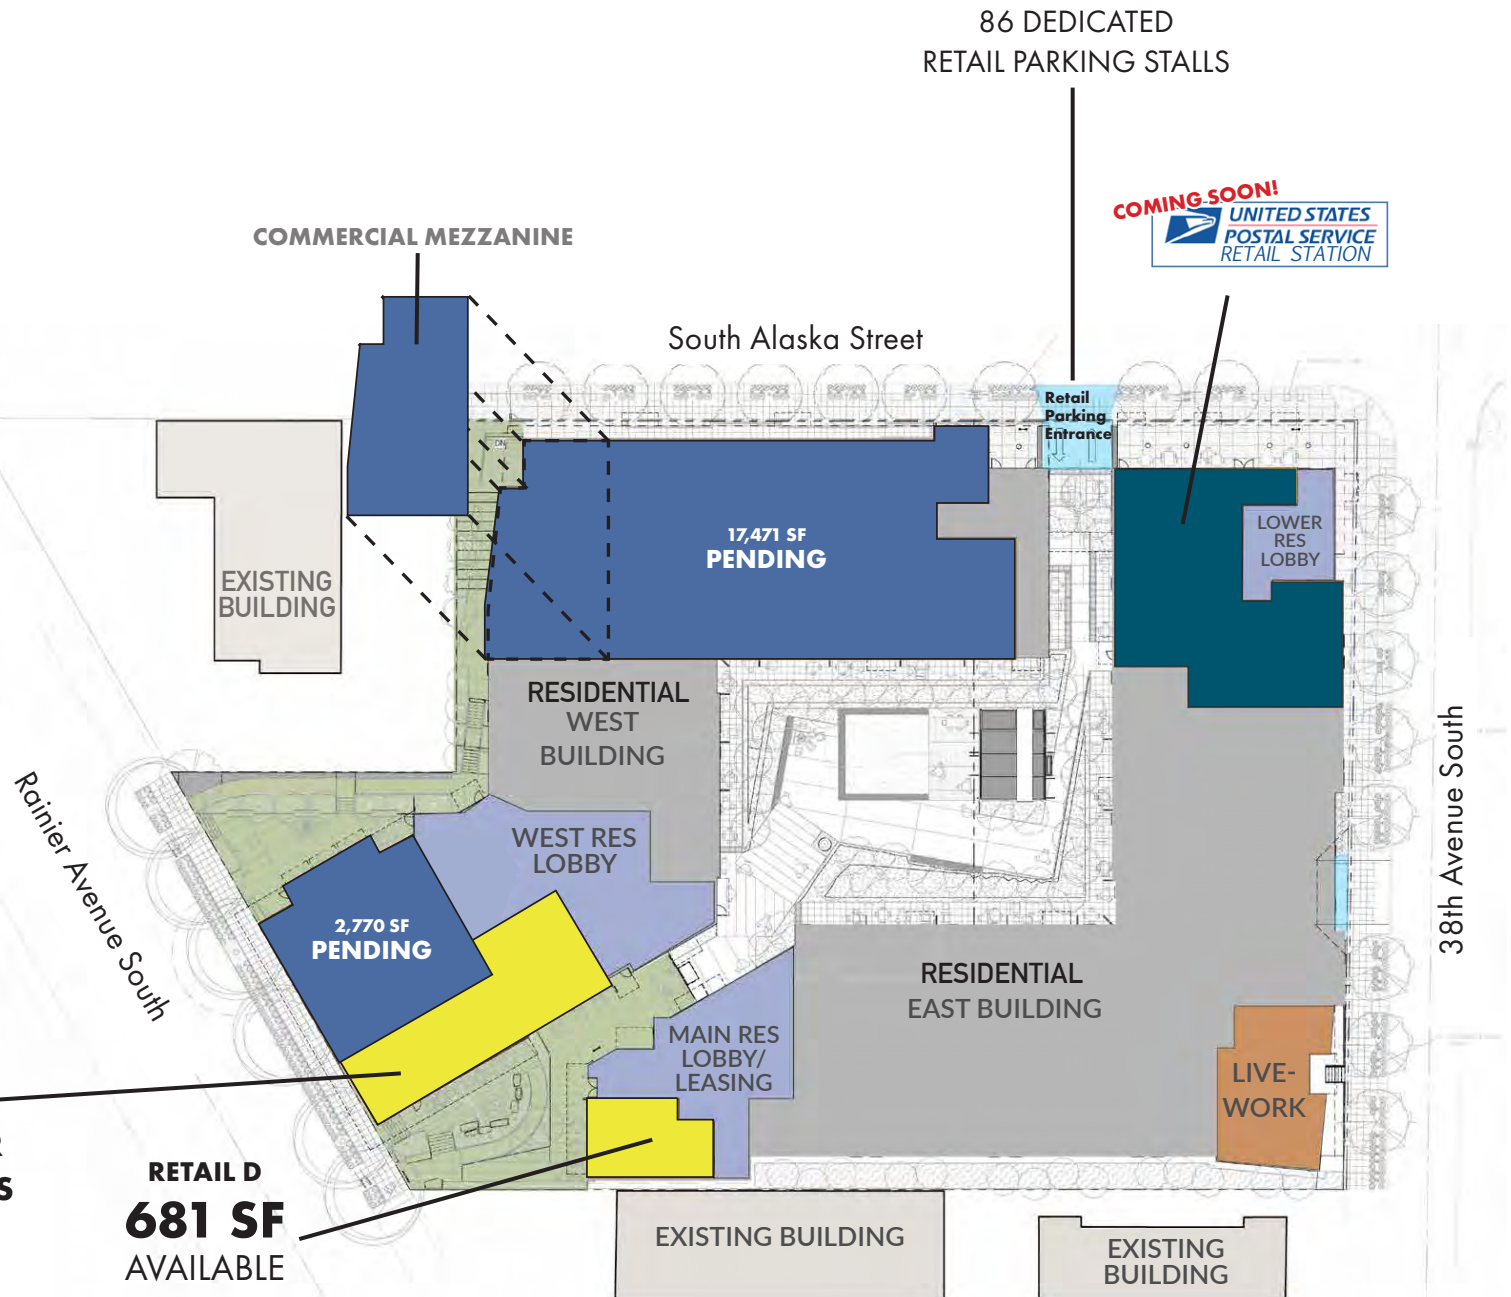 86 DEDICATED
RETAIL PARKING STALLS
COMING SOON!
UNITED STATES
POSTAL SERVICE
RETAIL STATION
COMMERCIAL MEZZANINE
South Alaska Street
Retail
Parking
Entrance
DN
17,471 SF
PENDING
LOWER
RES
LOBBY
EXISTING
BUILDING
RESIDENTIAL
WEST
BUILDING
Rainier Avenue South
38th Avenue South
WEST RES
LOBBY
2,770 SF
PENDING
RESIDENTIAL
EAST BUILDING
MAIN RES
LOBBY/
LEASING
LIVE-
WORK
S
RETAIL D
681 SF
AVAILABLE
EXISTING BUILDING
EXISTING
BUILDING